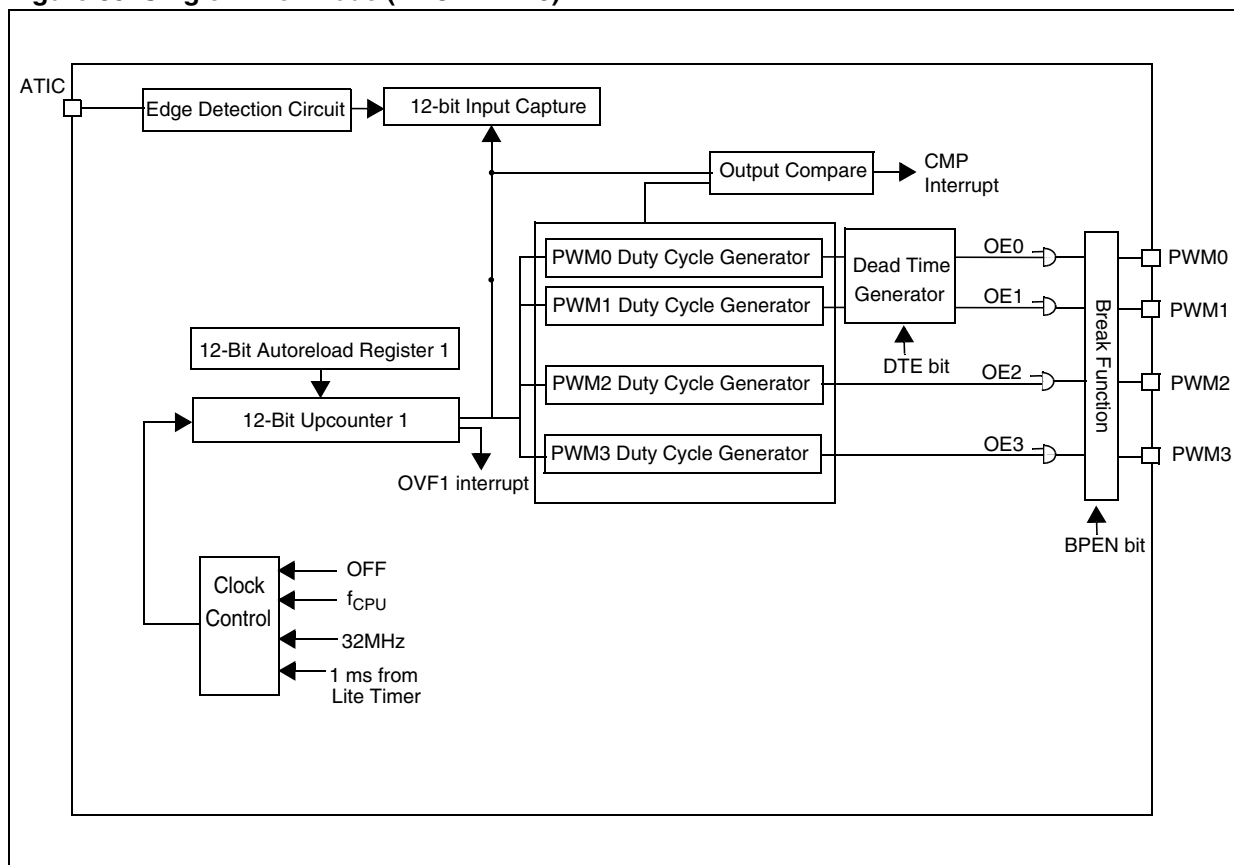 ATIC
Edge Detection Circuit
12-bit Input Capture
Output Compare
CMP
Interrupt
PWM0 Duty Cycle Generator
PWM1 Duty Cycle Generator
PWM2 Duty Cycle Generator
PWM3 Duty Cycle Generator
Dead Time
Generator
DTE bit
OE0
OE1
OE2
OE3
Break Function
BPEN bit
PWM0
PWM1
PWM2
PWM3
12-Bit Autoreload Register 1
12-Bit Upcounter 1
OVF1 interrupt
Clock
Control
OFF
fCPU
32MHz
1 ms from
Lite Timer